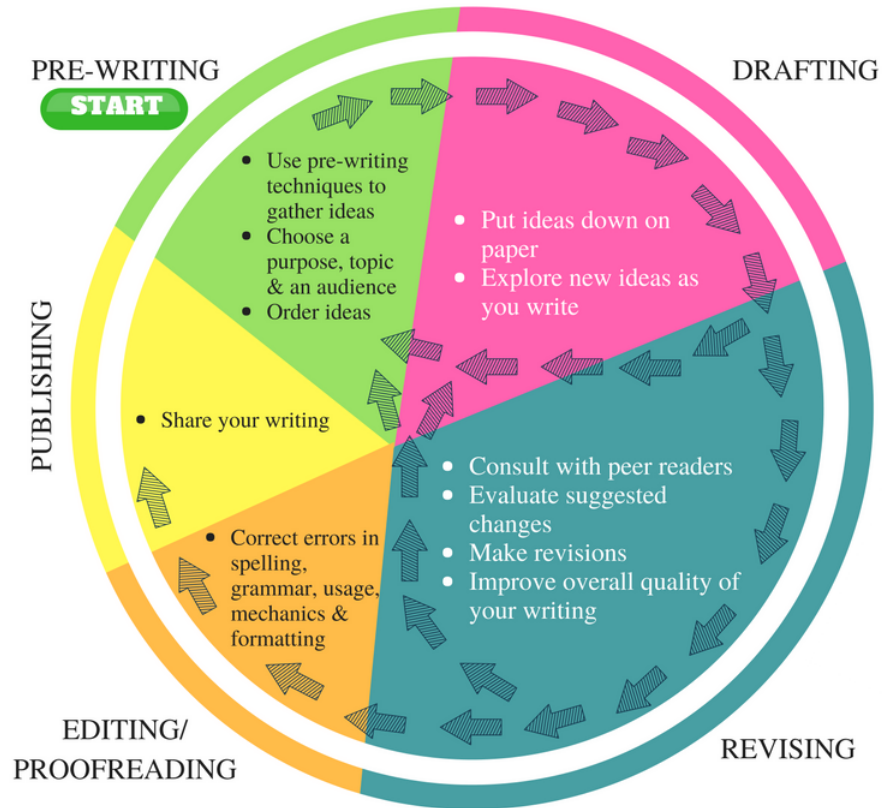 PRE-WRITING
START
• Use pre-writing
techniques to
gather ideas
• Choose a
purpose, topic
& an audience
• Order ideas
DRAFTING
• Put ideas down on
paper
• Explore new ideas as
you write
REVISING
• Consult with peer readers
• Evaluate suggested
changes
• Make revisions
• Improve overall quality of
your writing
EDITING/
PROOFREADING
• Correct errors in
spelling,
grammar, usage,
mechanics &
formatting
PUBLISHING
• Share your writing